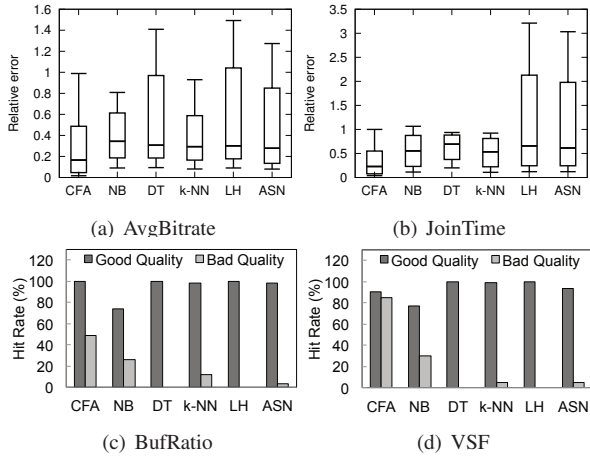 Relative error
1.6
1.4
1.2
1
0.8
0.6
0.4
0.2
0
CFA NB DT k-NN LH ASN
(a) AvgBitrate
Relative error
3.5
3
2.5
2
1.5
1
0.5
0
CFA NB DT k-NN LH ASN
(b) JoinTime
Hit Rate (%)
120
100
80
60
40
20
0
Good Quality Bad Quality
CFA NB DT k-NN LH ASN
(c) BufRatio
Hit Rate (%)
120
100
80
60
40
20
0
Good Quality Bad Quality
CFA NB DT k-NN LH ASN
(d) VSF